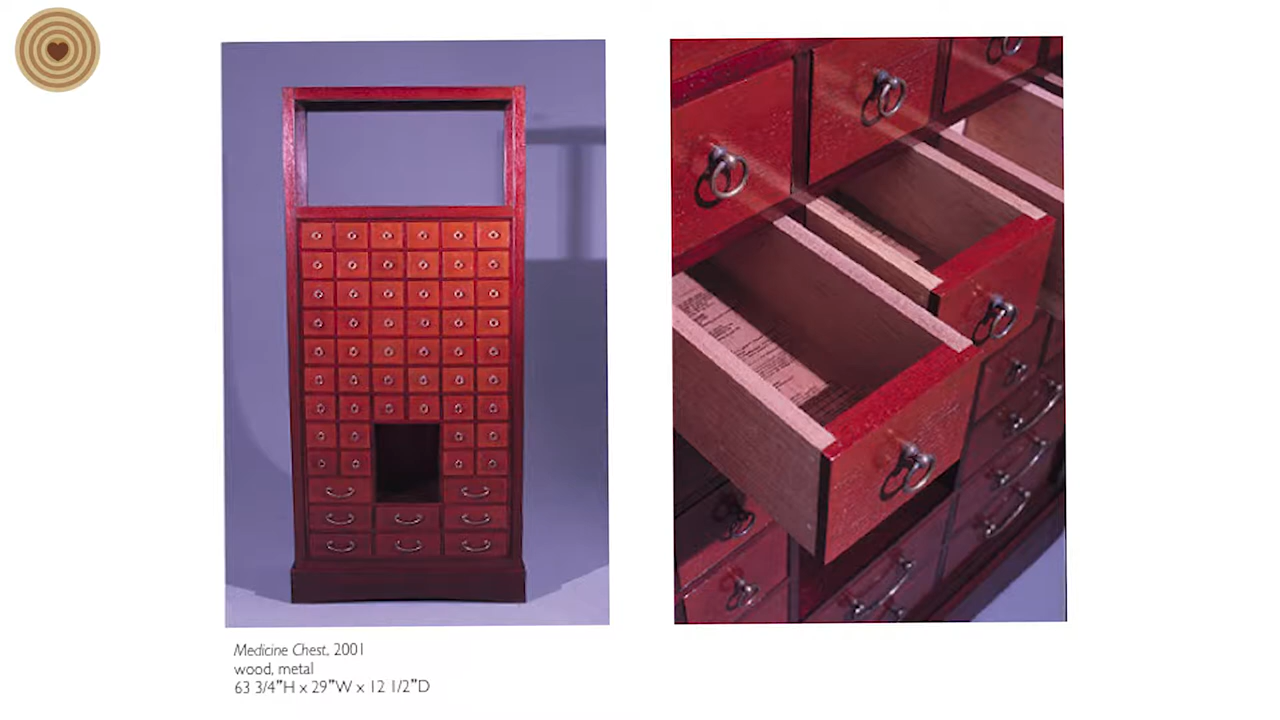 Medicine Chest, 2001
wood, metal
63 3/4"H x 29"W x 12 1/2"D